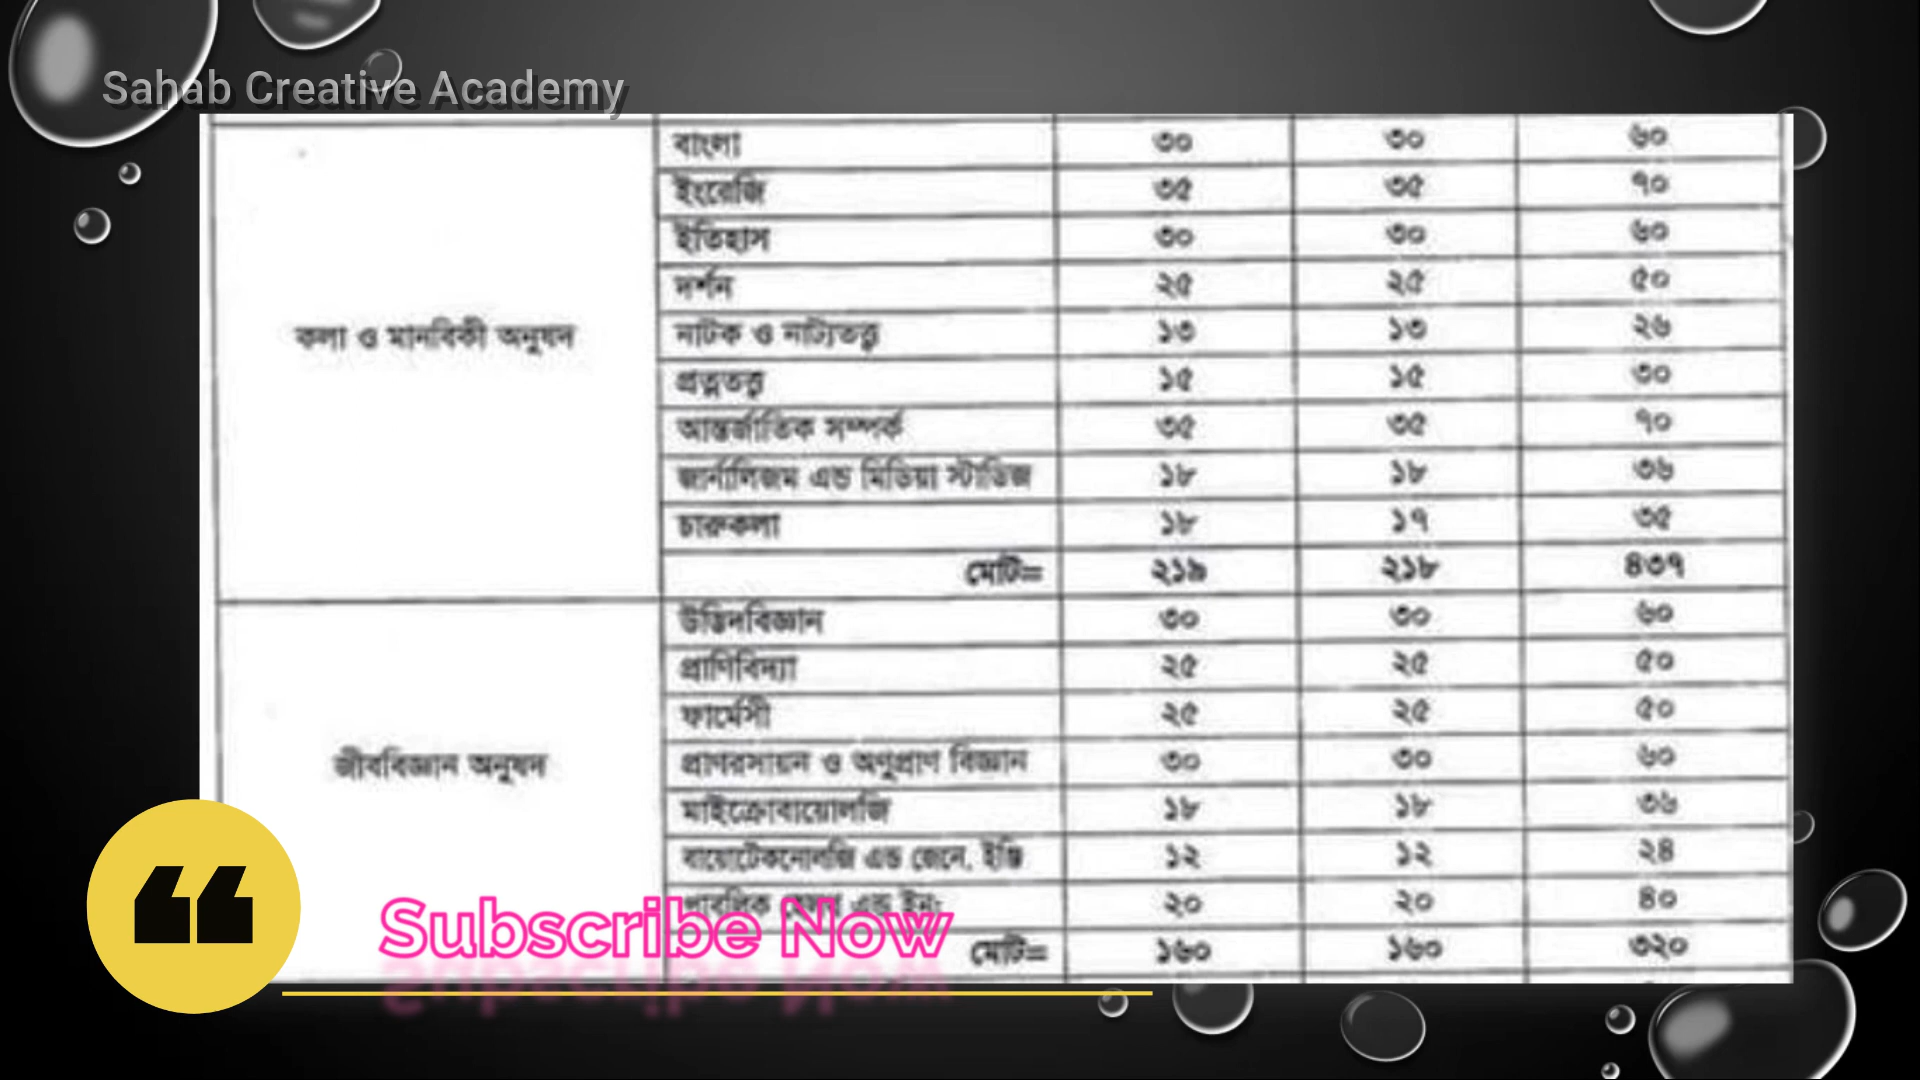 Sahab Creative Academy
বাংলা ৩০ ৩০ ৬০
ইংরেজি ৩৫ ৩৫ ৭০
ইতিহাস ৩০ ৩০ ৬০
দর্শন ২৫ ২৫ ৫০
কলা ও মানবিকী অনুষদ নাটক ও নাট্যতত্ত্ব ১৩ ১৩ ২৬
প্রত্নতত্ত্ব ১৫ ১৫ ৩০
আন্তর্জাতিক সম্পর্ক ৩৫ ৩৫ ৭০
জার্নালিজম এন্ড মিডিয়া স্টাডিজ ১৮ ১৮ ৩৬
চারুকলা ১৮ ১৭ ৩৫
মোট= ২১৯ ২১৮ ৪৩৭
উদ্ভিদবিজ্ঞান ৩০ ৩০ ৬০
প্রাণিবিদ্যা ২৫ ২৫ ৫০
ফার্মেসী ২৫ ২৫ ৫০
জীববিজ্ঞান অনুষদ প্রাণরসায়ন ও অণুপ্রাণ বিজ্ঞান ৩০ ৩০ ৬০
মাইক্রোবায়োলজি ১৮ ১৮ ৩৬
বায়োটেকনোলজি এন্ড জেনে. ইঞ্জি ১২ ১২ ২৪
পাবলিক এন্ড ইন: ২০ ২০ ৪০
Subscribe Now
মোট= ১৬০ ১৬০ ৩২০